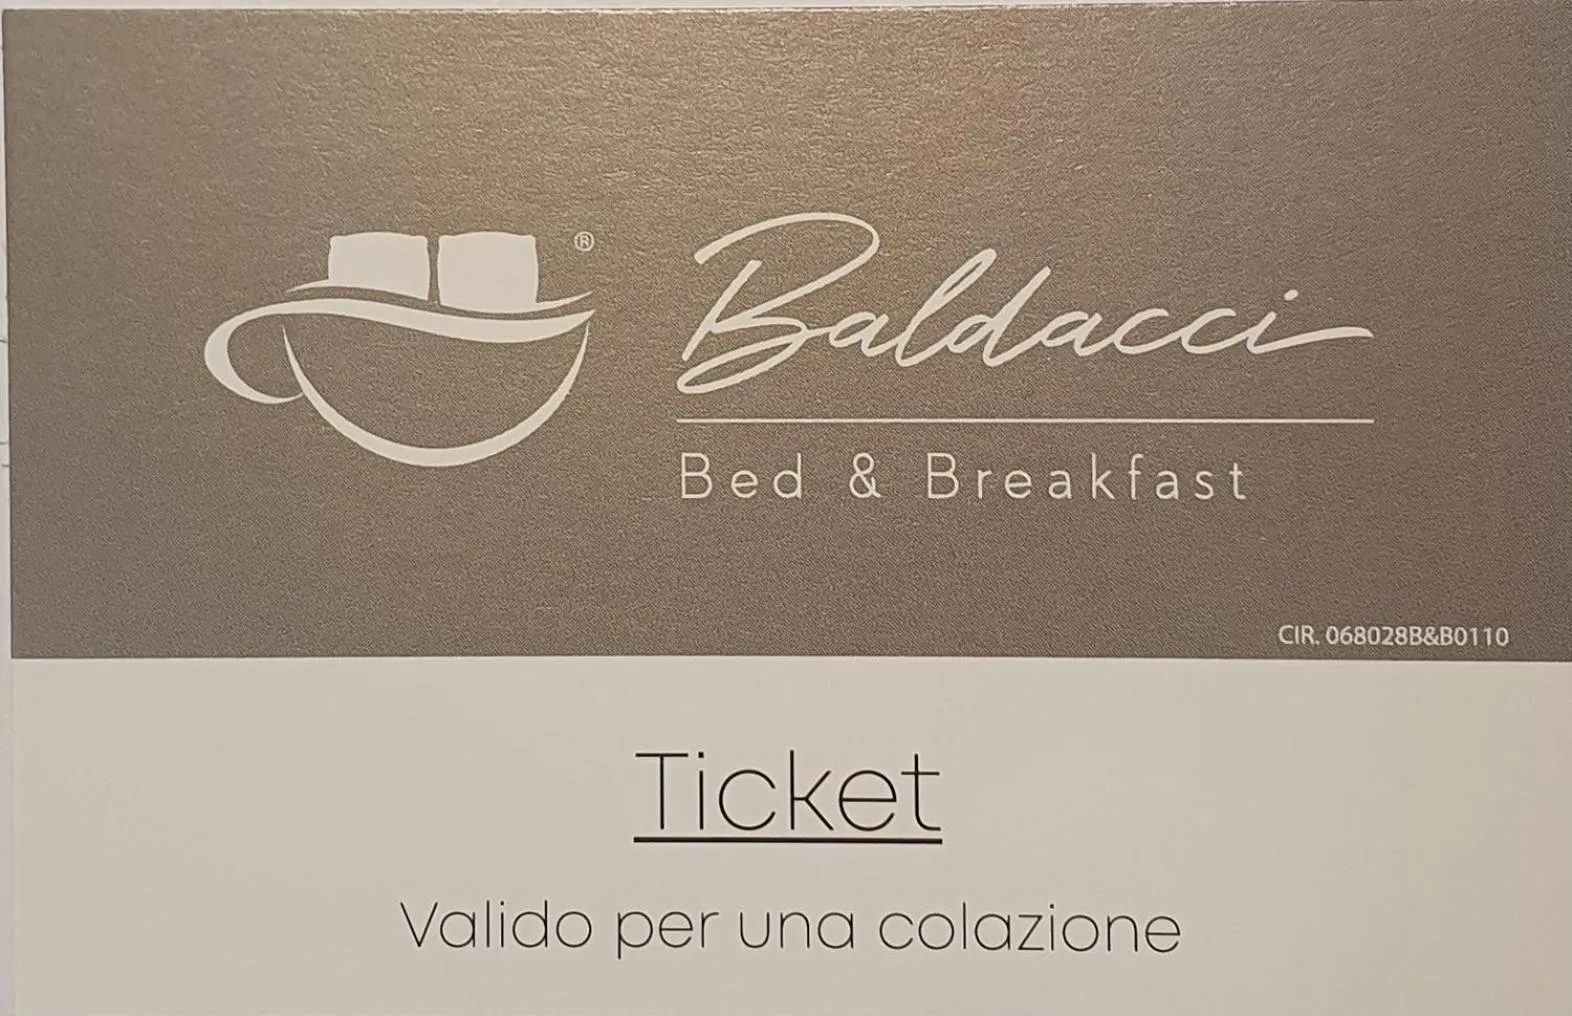 ®
Baldacci
Bed & Breakfast
CIR. 068028B&B0110
Ticket
Valido per una colazione